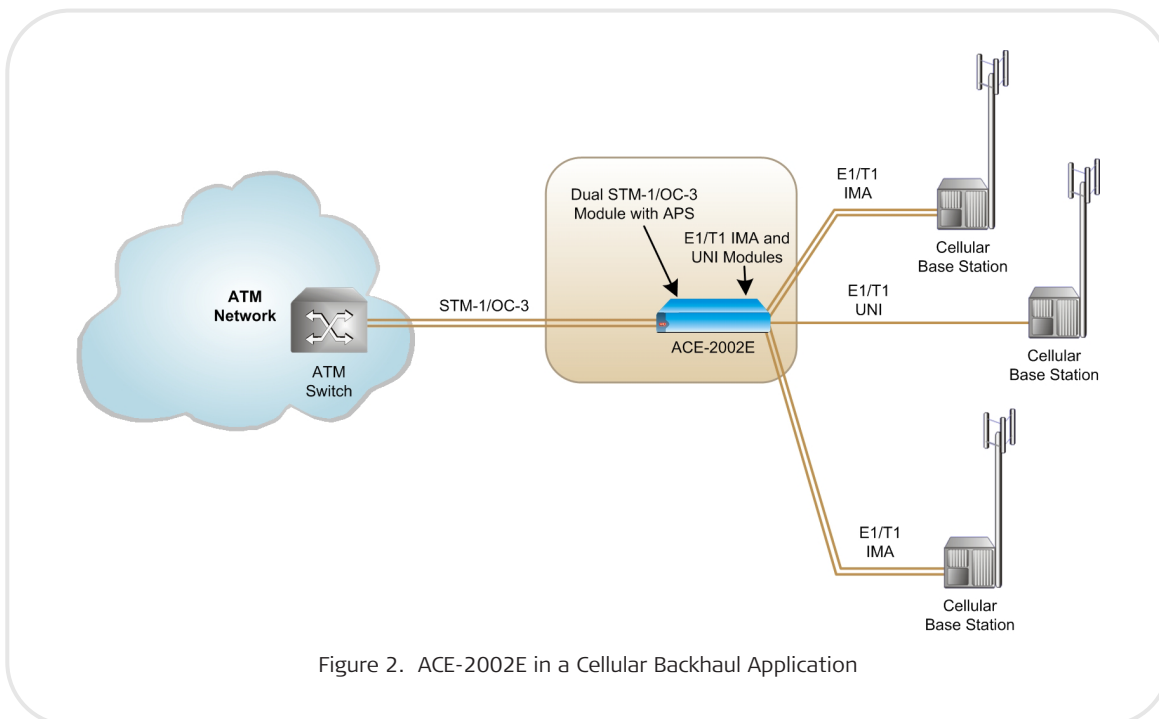 Dual STM-1/OC-3
Module with APS
E1/T1 IMA and
UNI Modules
E1/T1
IMA
Cellular
Base Station
ATM
Network
STM-1/OC-3
ACE-2002E
E1/T1
UNI
ATM
Switch
Cellular
Base Station
E1/T1
IMA
Cellular
Base Station
Figure 2. ACE-2002E in a Cellular Backhaul Application